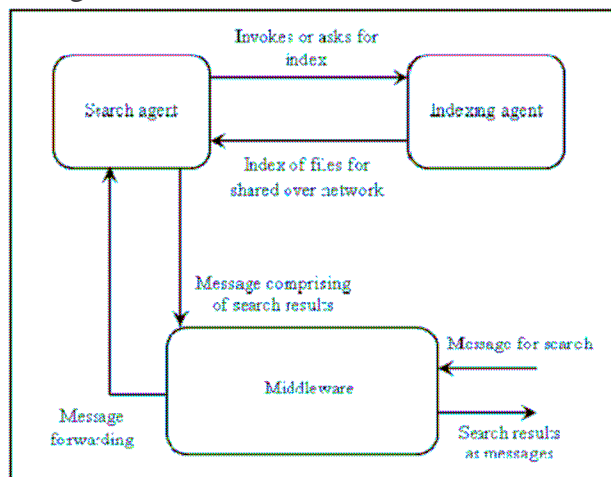 Invokes or asks for
index
Search agent
Indexing agent
Index of files for
shared over network
Message comprising
of search results
Message for search
Middleware
Message
forwarding
Search results
as messages